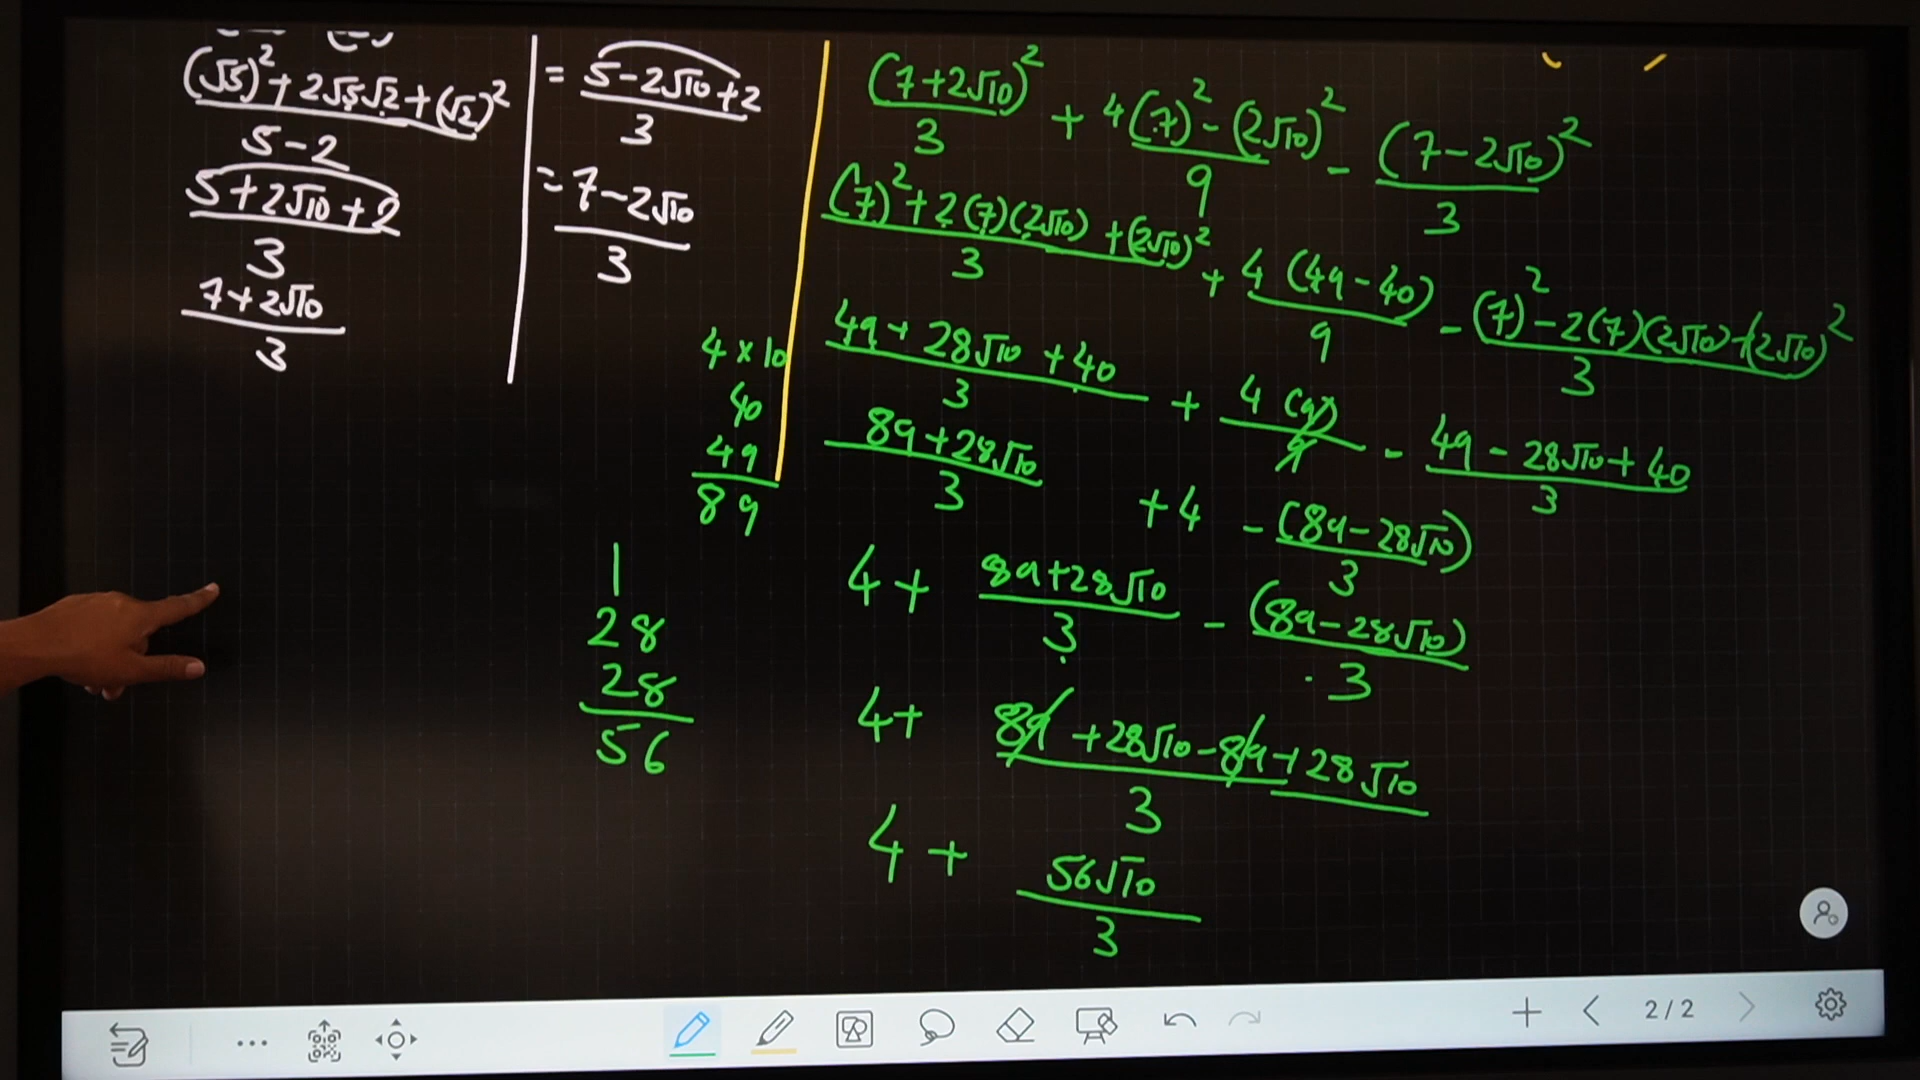 (√5)² + 2√5√2 + (√2)²
5 - 2
5 + 2√10 + 2
3
7 + 2√10
3
= 5 - 2√10 + 2
3
= 7 - 2√10
3
4 × 10
40
49
89
1
28
28
56
(7 + 2√10)² / 3 + 4(7)² - (2√10)² / 9 - (7 - 2√10)² / 3
(7)² + 2(7)(2√10) + (2√10)² / 3 + 4(49 - 40) / 9 - (7)² - 2(7)(2√10) + (2√10)² / 3
49 + 28√10 + 40 / 3 + 4(9) / 9 - 49 - 28√10 + 40 / 3
89 + 28√10 / 3 + 4 - (89 - 28√10) / 3
4 + 89 + 28√10 / 3 - (89 - 28√10) / 3
4 + 89 + 28√10 - 89 + 28√10 / 3
4 + 56√10 / 3
2/2